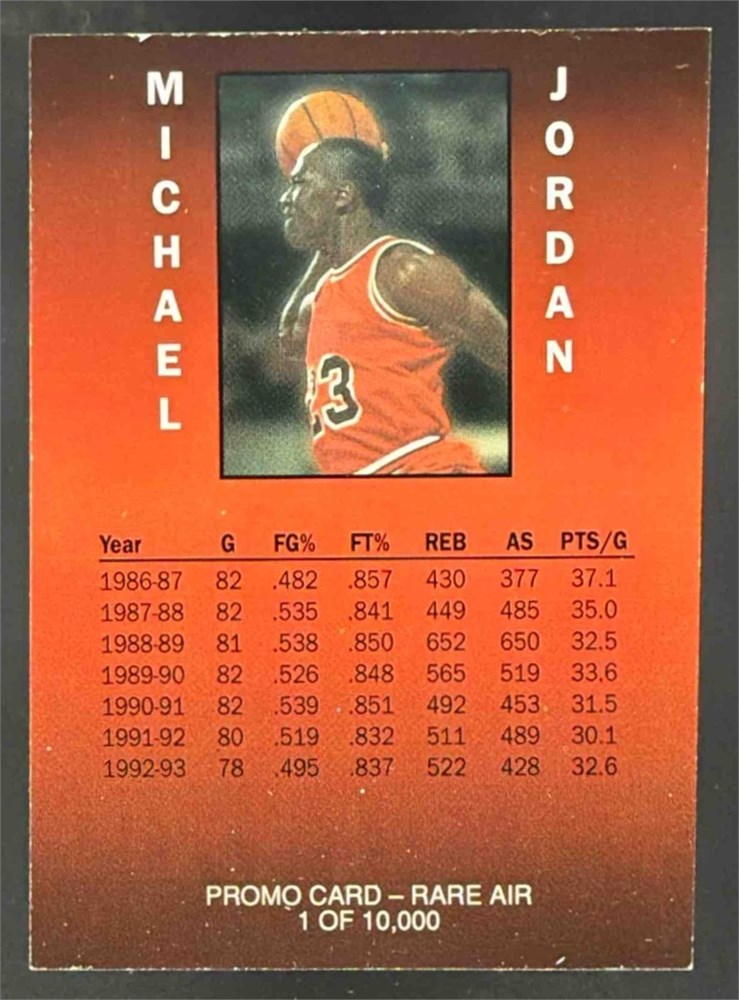 MICHAEL
JORDAN
23
Year G FG% FT% REB AS PTS/G
1986-87 82 .482 .857 430 377 37.1
1987-88 82 .535 .841 449 485 35.0
1988-89 81 .538 .850 652 650 32.5
1989-90 82 .526 .848 565 519 33.6
1990-91 82 .539 .851 492 453 31.5
1991-92 80 .519 .832 511 489 30.1
1992-93 78 .495 .837 522 428 32.6
PROMO CARD – RARE AIR
1 OF 10,000